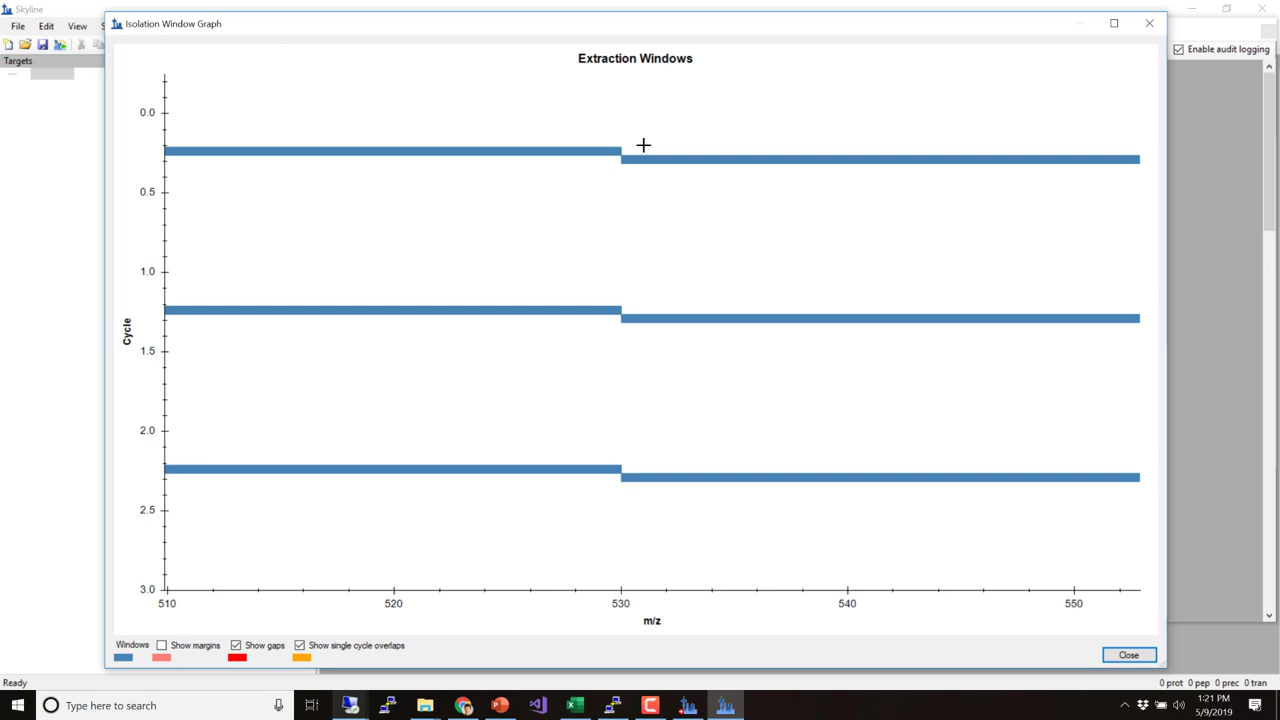 Skyline
File Edit View S
Targets
Isolation Window Graph
Enable audit logging
Extraction Windows
0.0
0.5
1.0
1.5
2.0
2.5
3.0
Cycle
510 520 530 540 550
m/z
Windows Show margins Show gaps Show single cycle overlaps
Close
Ready
0 prot 0 pep 0 prec 0 tran
Type here to search
1:21 PM
5/9/2019